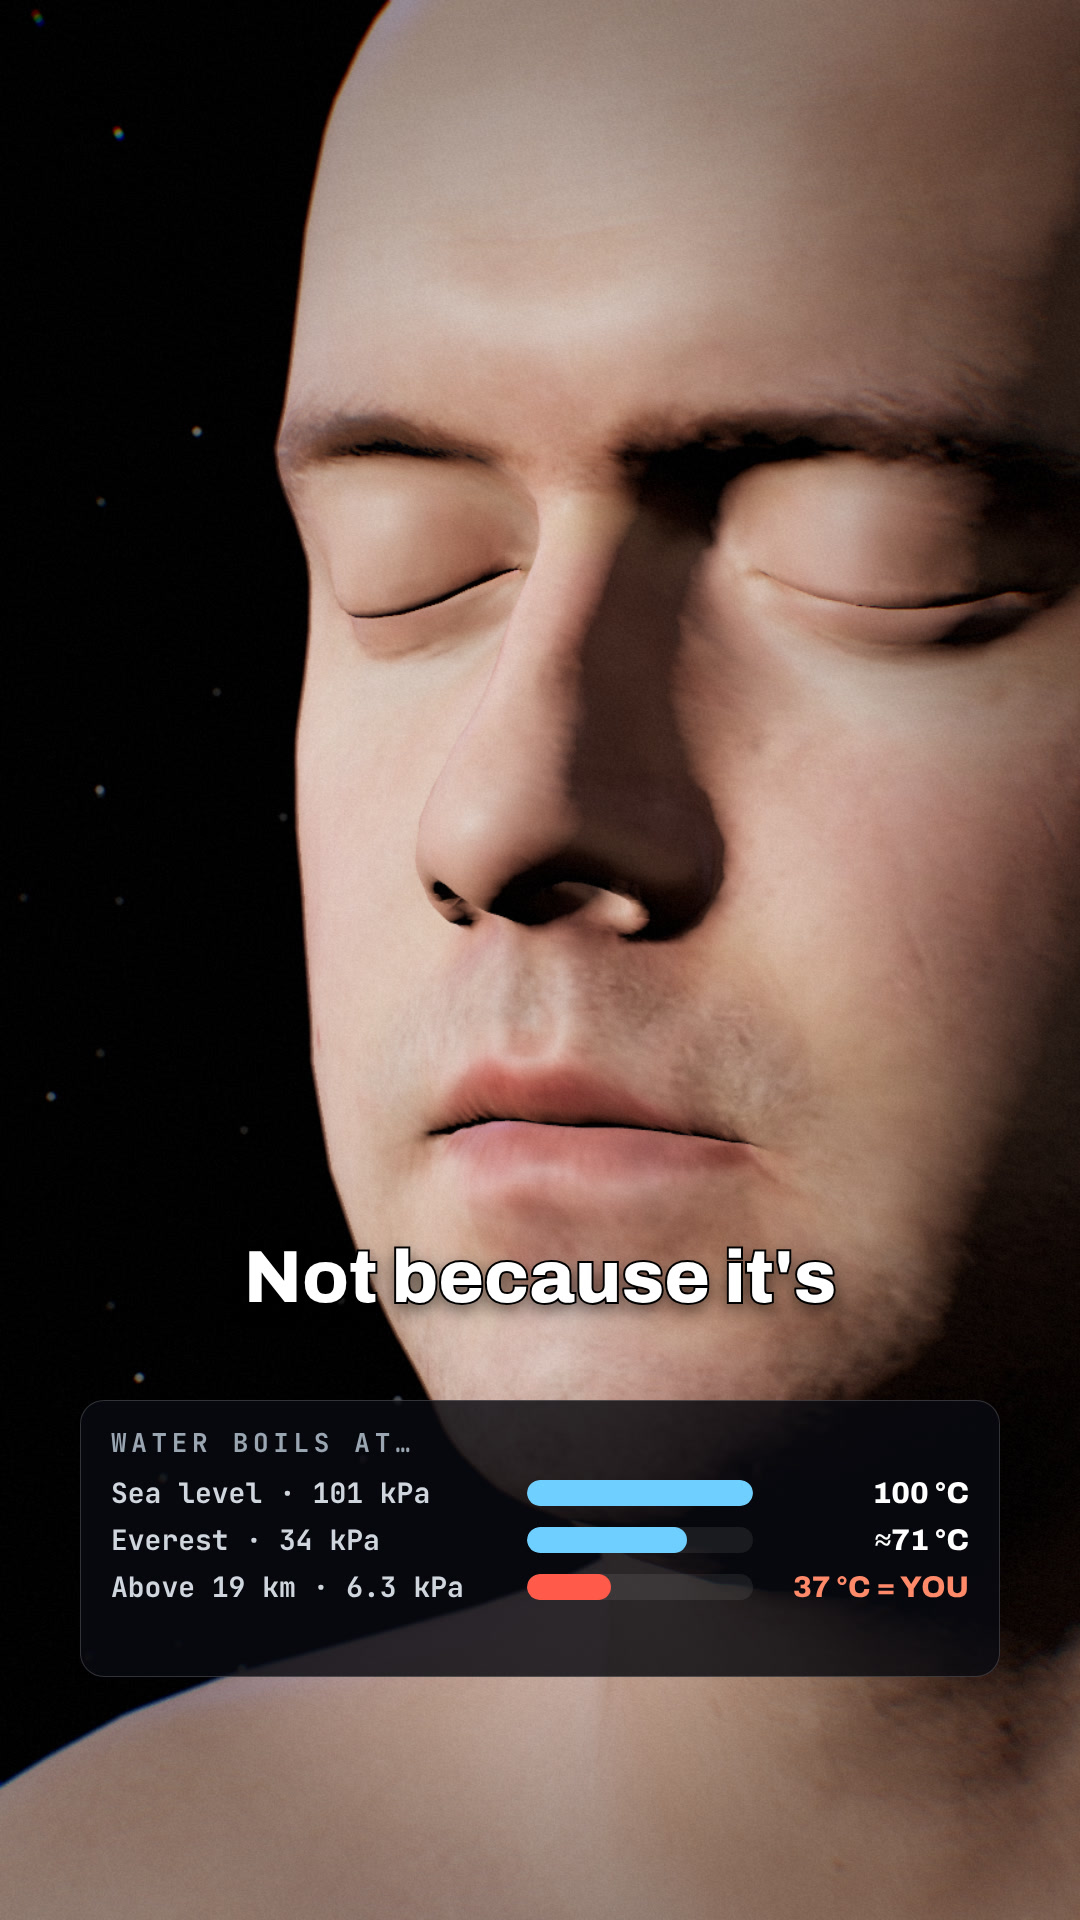 Not because it's
WATER BOILS AT…
Sea level · 101 kPa 100 °C
Everest · 34 kPa ≈71 °C
Above 19 km · 6.3 kPa 37 °C = YOU